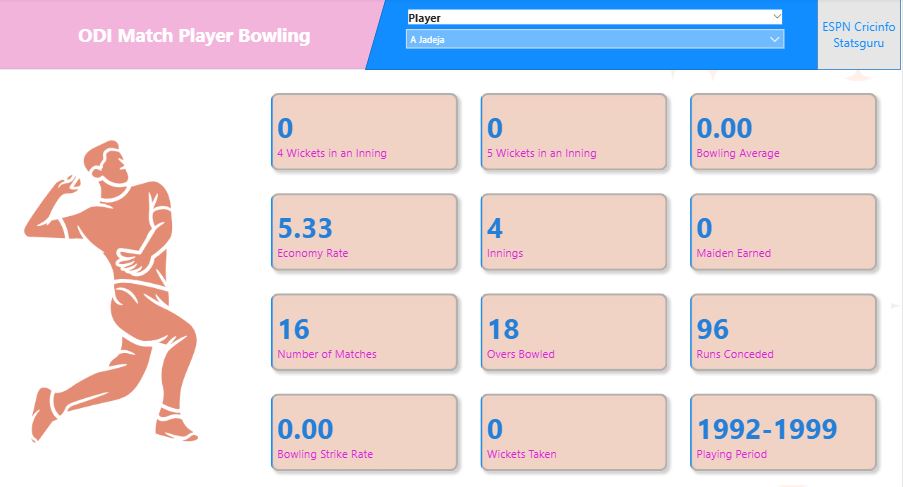 ODI Match Player Bowling
Player
A Jadeja
ESPN Cricinfo
Statsguru
0
4 Wickets in an Inning
0
5 Wickets in an Inning
0.00
Bowling Average
5.33
Economy Rate
4
Innings
0
Maiden Earned
16
Number of Matches
18
Overs Bowled
96
Runs Conceded
0.00
Bowling Strike Rate
0
Wickets Taken
1992-1999
Playing Period